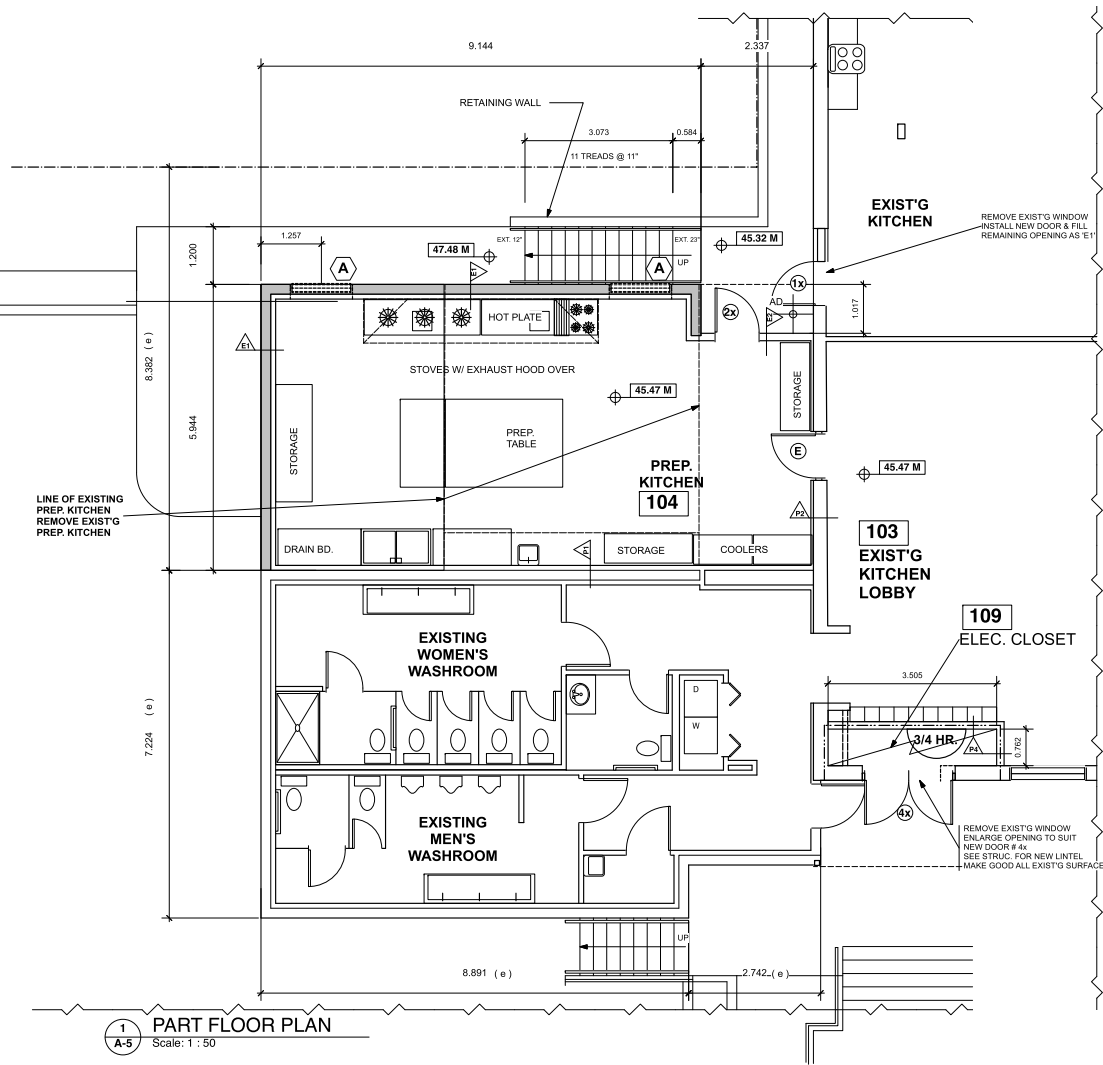 9.144
2.337
RETAINING WALL
3.073
0.584
11 TREADS @ 11"
EXIST'G
KITCHEN
REMOVE EXIST'G WINDOW
INSTALL NEW DOOR & FILL
REMAINING OPENING AS 'E1'
1.257
1.200
47.48 M
EXT. 12"
EXT. 23"
45.32 M
UP
A
A
E1
1x
AD
2x
E2
1.017
HOT PLATE
8.382 ( e )
E1
STOVES W/ EXHAUST HOOD OVER
45.47 M
STORAGE
5.944
STORAGE
PREP.
TABLE
E
PREP.
KITCHEN
104
45.47 M
LINE OF EXISTING
PREP. KITCHEN
REMOVE EXIST'G
PREP. KITCHEN
P2
103
EXIST'G
KITCHEN
LOBBY
DRAIN BD.
P1
STORAGE
COOLERS
109
ELEC. CLOSET
EXISTING
WOMEN'S
WASHROOM
3.505
D
W
7.224 ( e )
3/4 HR.
P4
0.762
4x
EXISTING
MEN'S
WASHROOM
REMOVE EXIST'G WINDOW
ENLARGE OPENING TO SUIT
NEW DOOR # 4x
SEE STRUC. FOR NEW LINTEL
MAKE GOOD ALL EXIST'G SURFACE
UP
8.891 ( e )
2.742 ( e )
1
A-5
PART FLOOR PLAN
Scale: 1 : 50